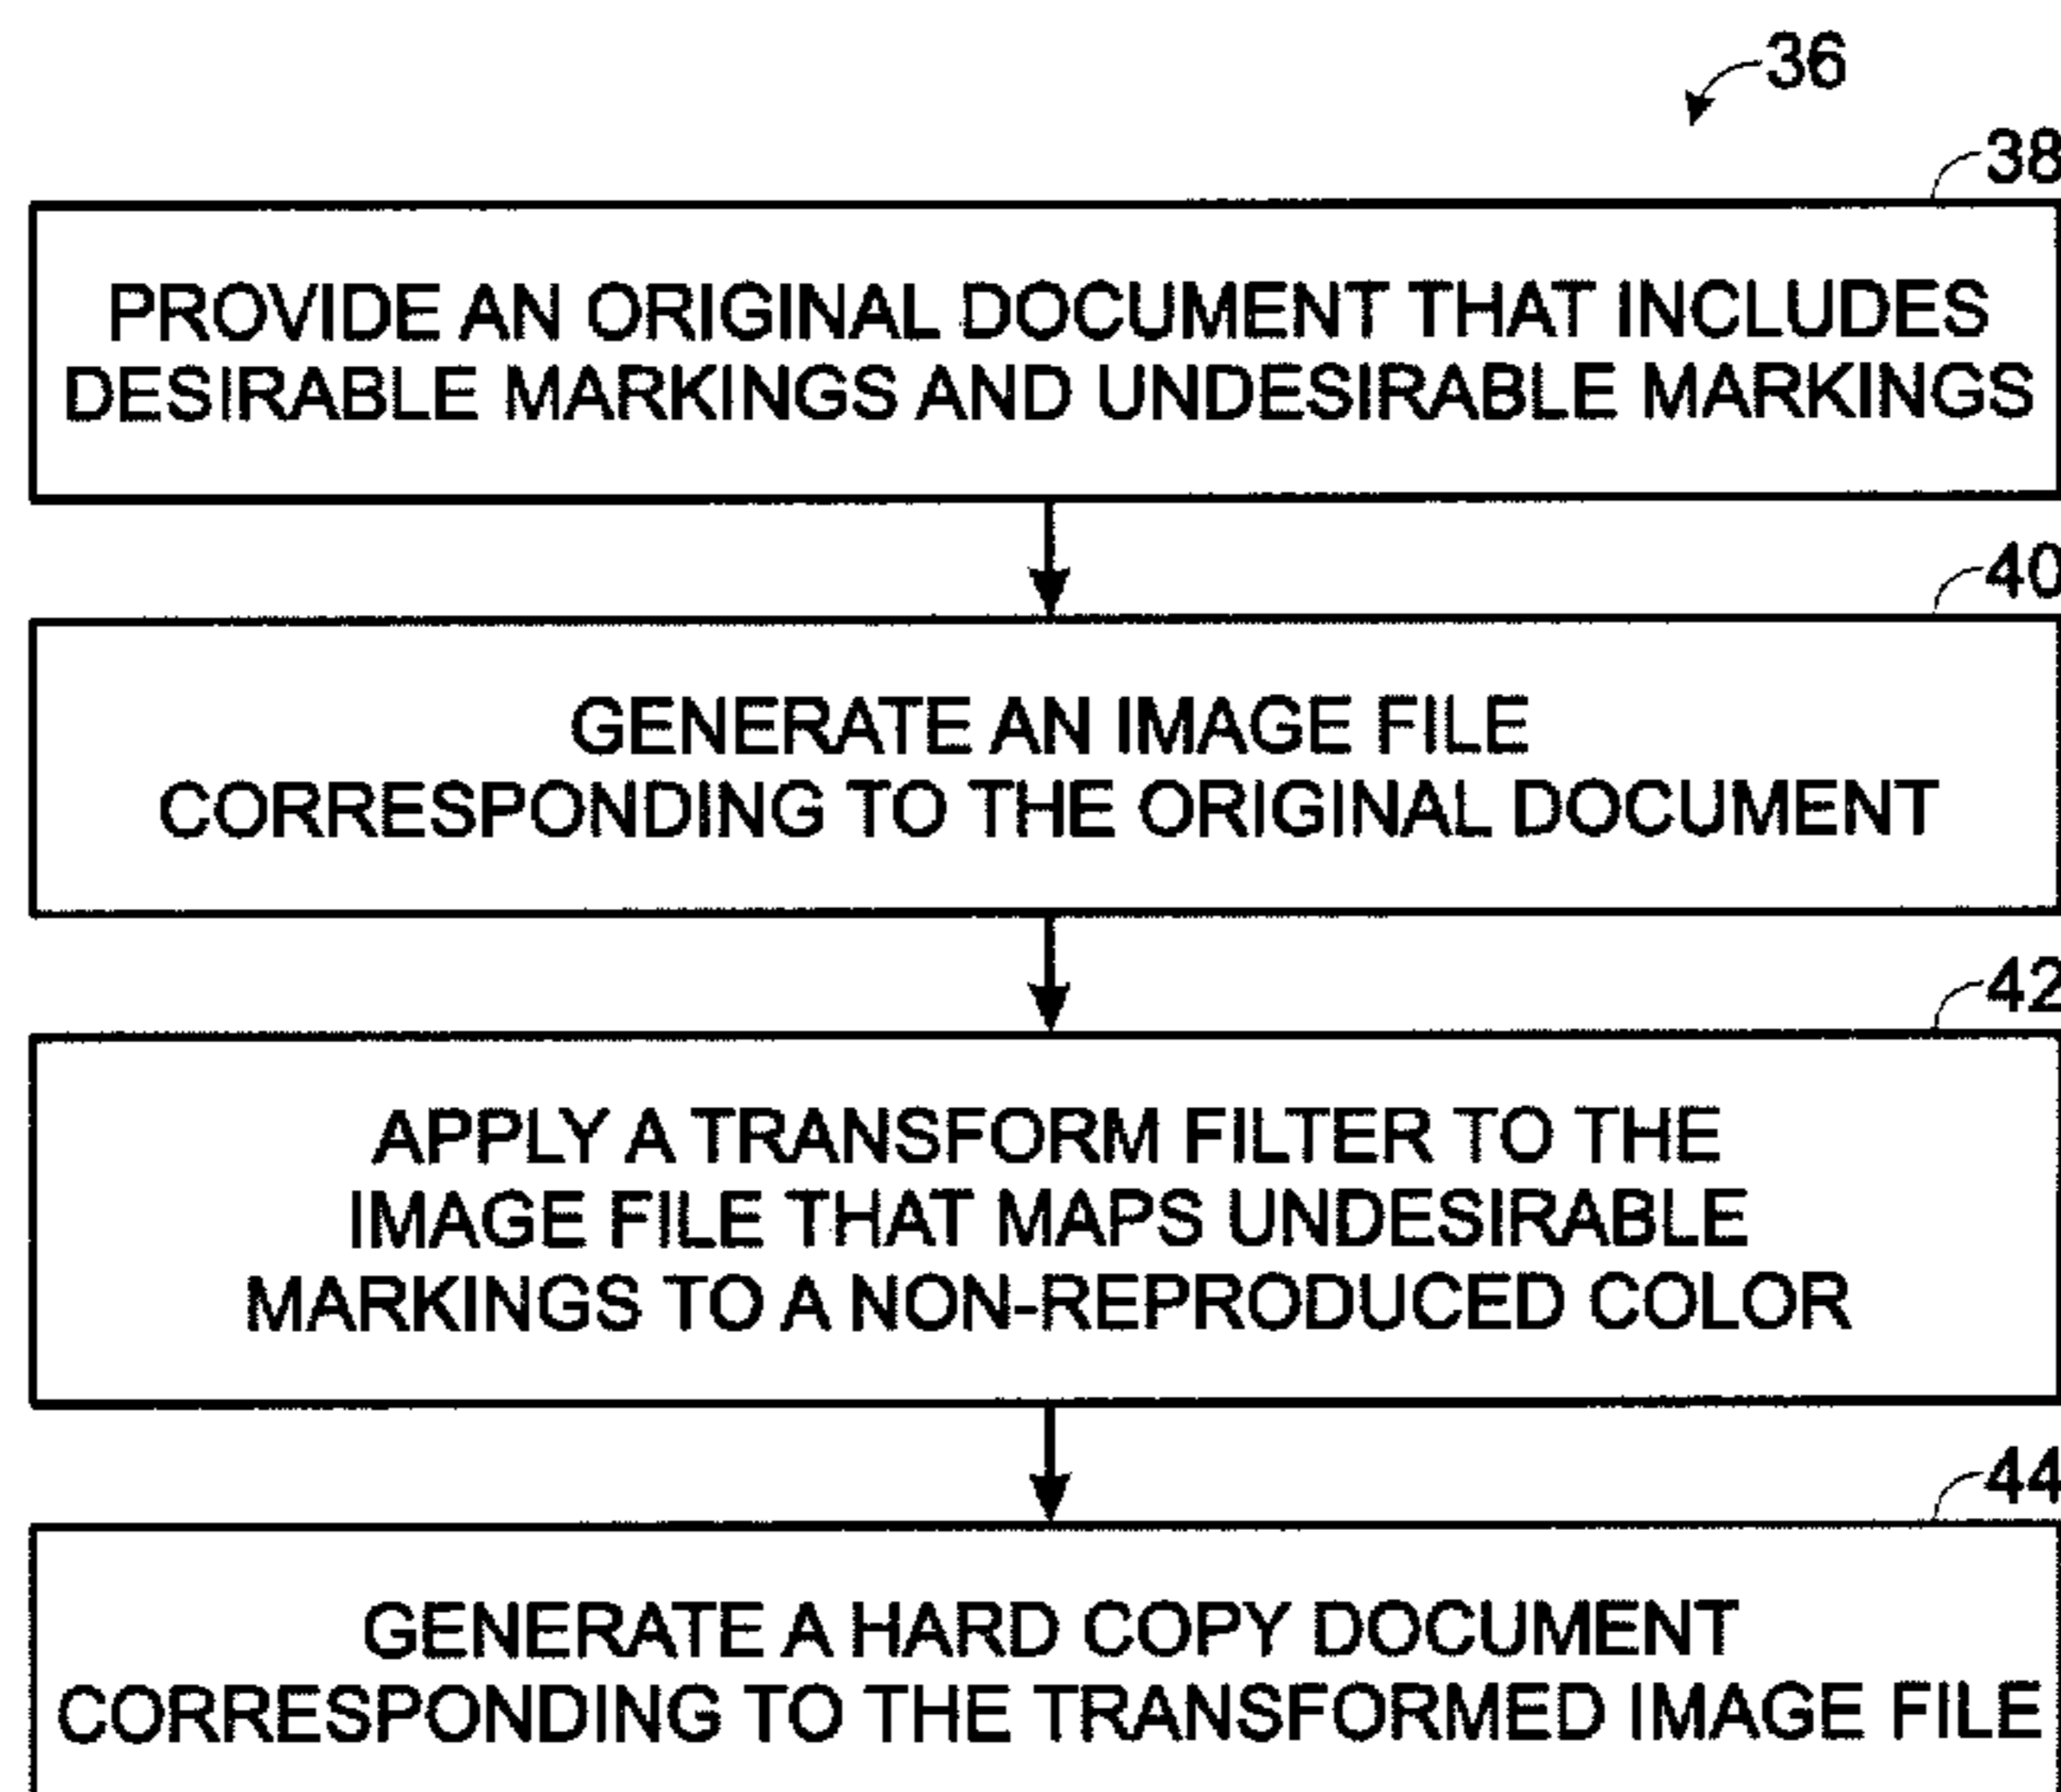 36
38
PROVIDE AN ORIGINAL DOCUMENT THAT INCLUDES
DESIRABLE MARKINGS AND UNDESIRABLE MARKINGS
40
GENERATE AN IMAGE FILE
CORRESPONDING TO THE ORIGINAL DOCUMENT
42
APPLY A TRANSFORM FILTER TO THE
IMAGE FILE THAT MAPS UNDESIRABLE
MARKINGS TO A NON-REPRODUCED COLOR
44
GENERATE A HARD COPY DOCUMENT
CORRESPONDING TO THE TRANSFORMED IMAGE FILE